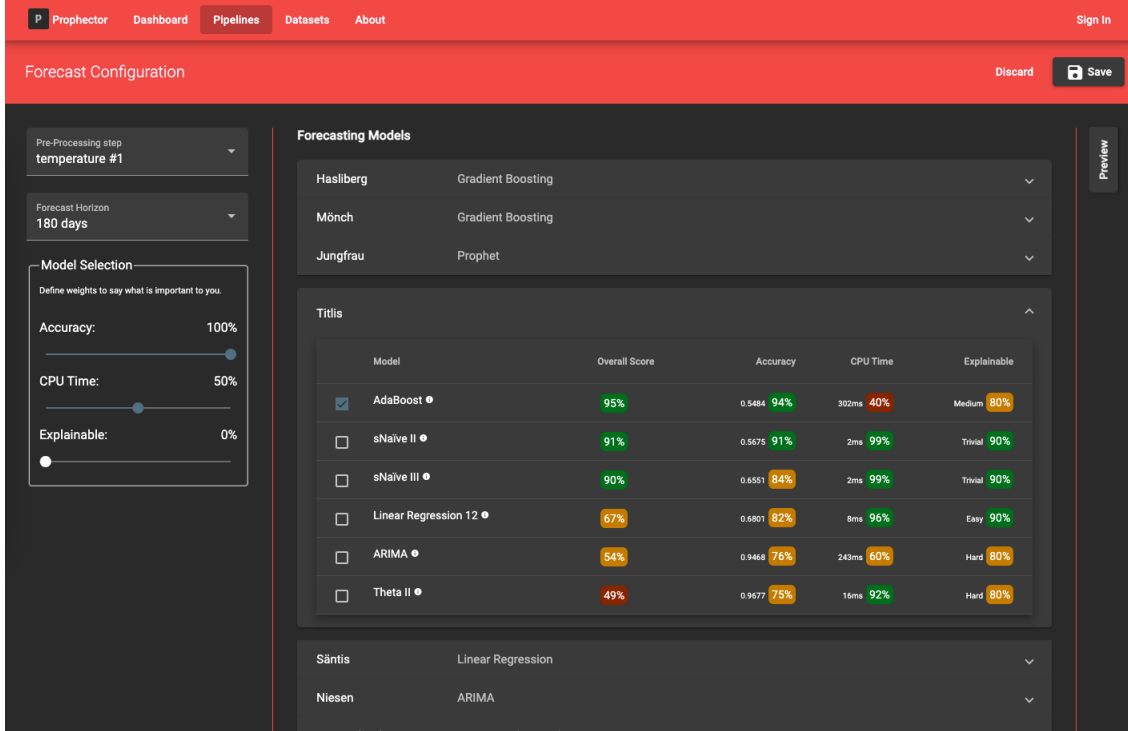 P Prophector Dashboard Pipelines Datasets About Sign In
Forecast Configuration Discard Save
Pre-Processing step
temperature #1
Forecast Horizon
180 days
Model Selection
Define weights to say what is important to you.
Accuracy: 100%
CPU Time: 50%
Explainable: 0%
Forecasting Models
Hasliberg Gradient Boosting
Mönch Gradient Boosting
Jungfrau Prophet
Titlis
Model Overall Score Accuracy CPU Time Explainable
AdaBoost 95% 0.5484 94% 302ms 40% Medium 80%
sNaïve II 91% 0.5675 91% 2ms 99% Trivial 90%
sNaïve III 90% 0.6551 84% 2ms 99% Trivial 90%
Linear Regression 12 67% 0.6801 82% 8ms 96% Easy 90%
ARIMA 54% 0.9468 76% 243ms 60% Hard 80%
Theta II 49% 0.9677 75% 16ms 92% Hard 80%
Säntis Linear Regression
Niesen ARIMA
Preview